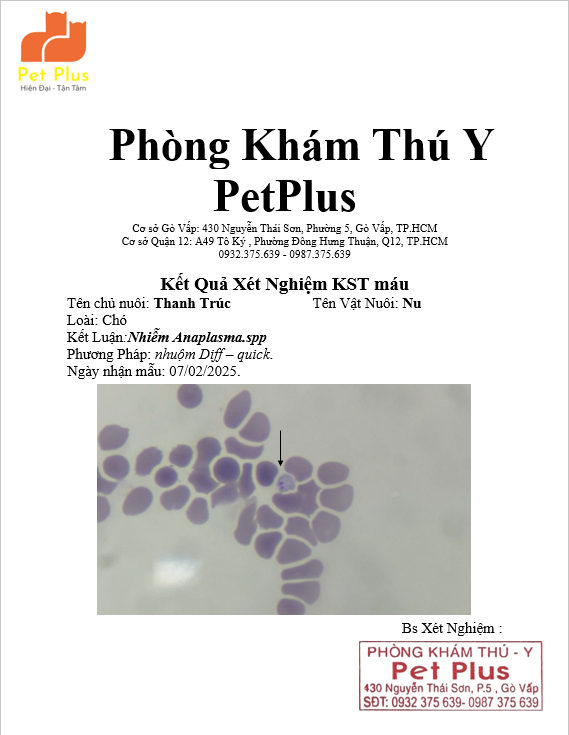 Pet Plus
Hiện Đại - Tận Tâm
Phòng Khám Thú Y
PetPlus
Cơ sở Gò Vấp: 430 Nguyễn Thái Sơn, Phường 5, Gò Vấp, TP.HCM
Cơ sở Quận 12: A49 Tô Ký , Phường Đông Hưng Thuận, Q12, TP.HCM
0932.375.639 - 0987.375.639
Kết Quả Xét Nghiệm KST máu
Tên chủ nuôi: Thanh Trúc Tên Vật Nuôi: Nu
Loài: Chó
Kết Luận:Nhiễm Anaplasma.spp
Phương Pháp: nhuộm Diff – quick.
Ngày nhận mẫu: 07/02/2025.
Bs Xét Nghiệm :
PHÒNG KHÁM THÚ - Y
Pet Plus
430 Nguyễn Thái Sơn, P.5 , Gò Vấp
SĐT: 0932 375 639- 0987 375 639